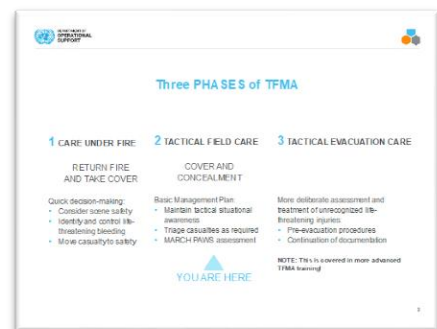 DEPARTMENT OF
OPERATIONAL
SUPPORT
Three PHASES of TFMA
1 CARE UNDER FIRE
RETURN FIRE
AND TAKE COVER
Quick decision-making:
• Consider scene safety
• Identify and control life-
threatening bleeding
• Move casualty to safety
2 TACTICAL FIELD CARE
COVER AND
CONCEALMENT
Basic Management Plan
• Maintain tactical situational
awareness
• Triage casualties as required
• MARCH PAWS assessment
YOU ARE HERE
3 TACTICAL EVACUATION CARE
More deliberate assessment and
treatment of unrecognized life-
threatening injuries:
• Pre-evacuation procedures
• Continuation of documentation
NOTE: This is covered in more advanced
TFMA training!